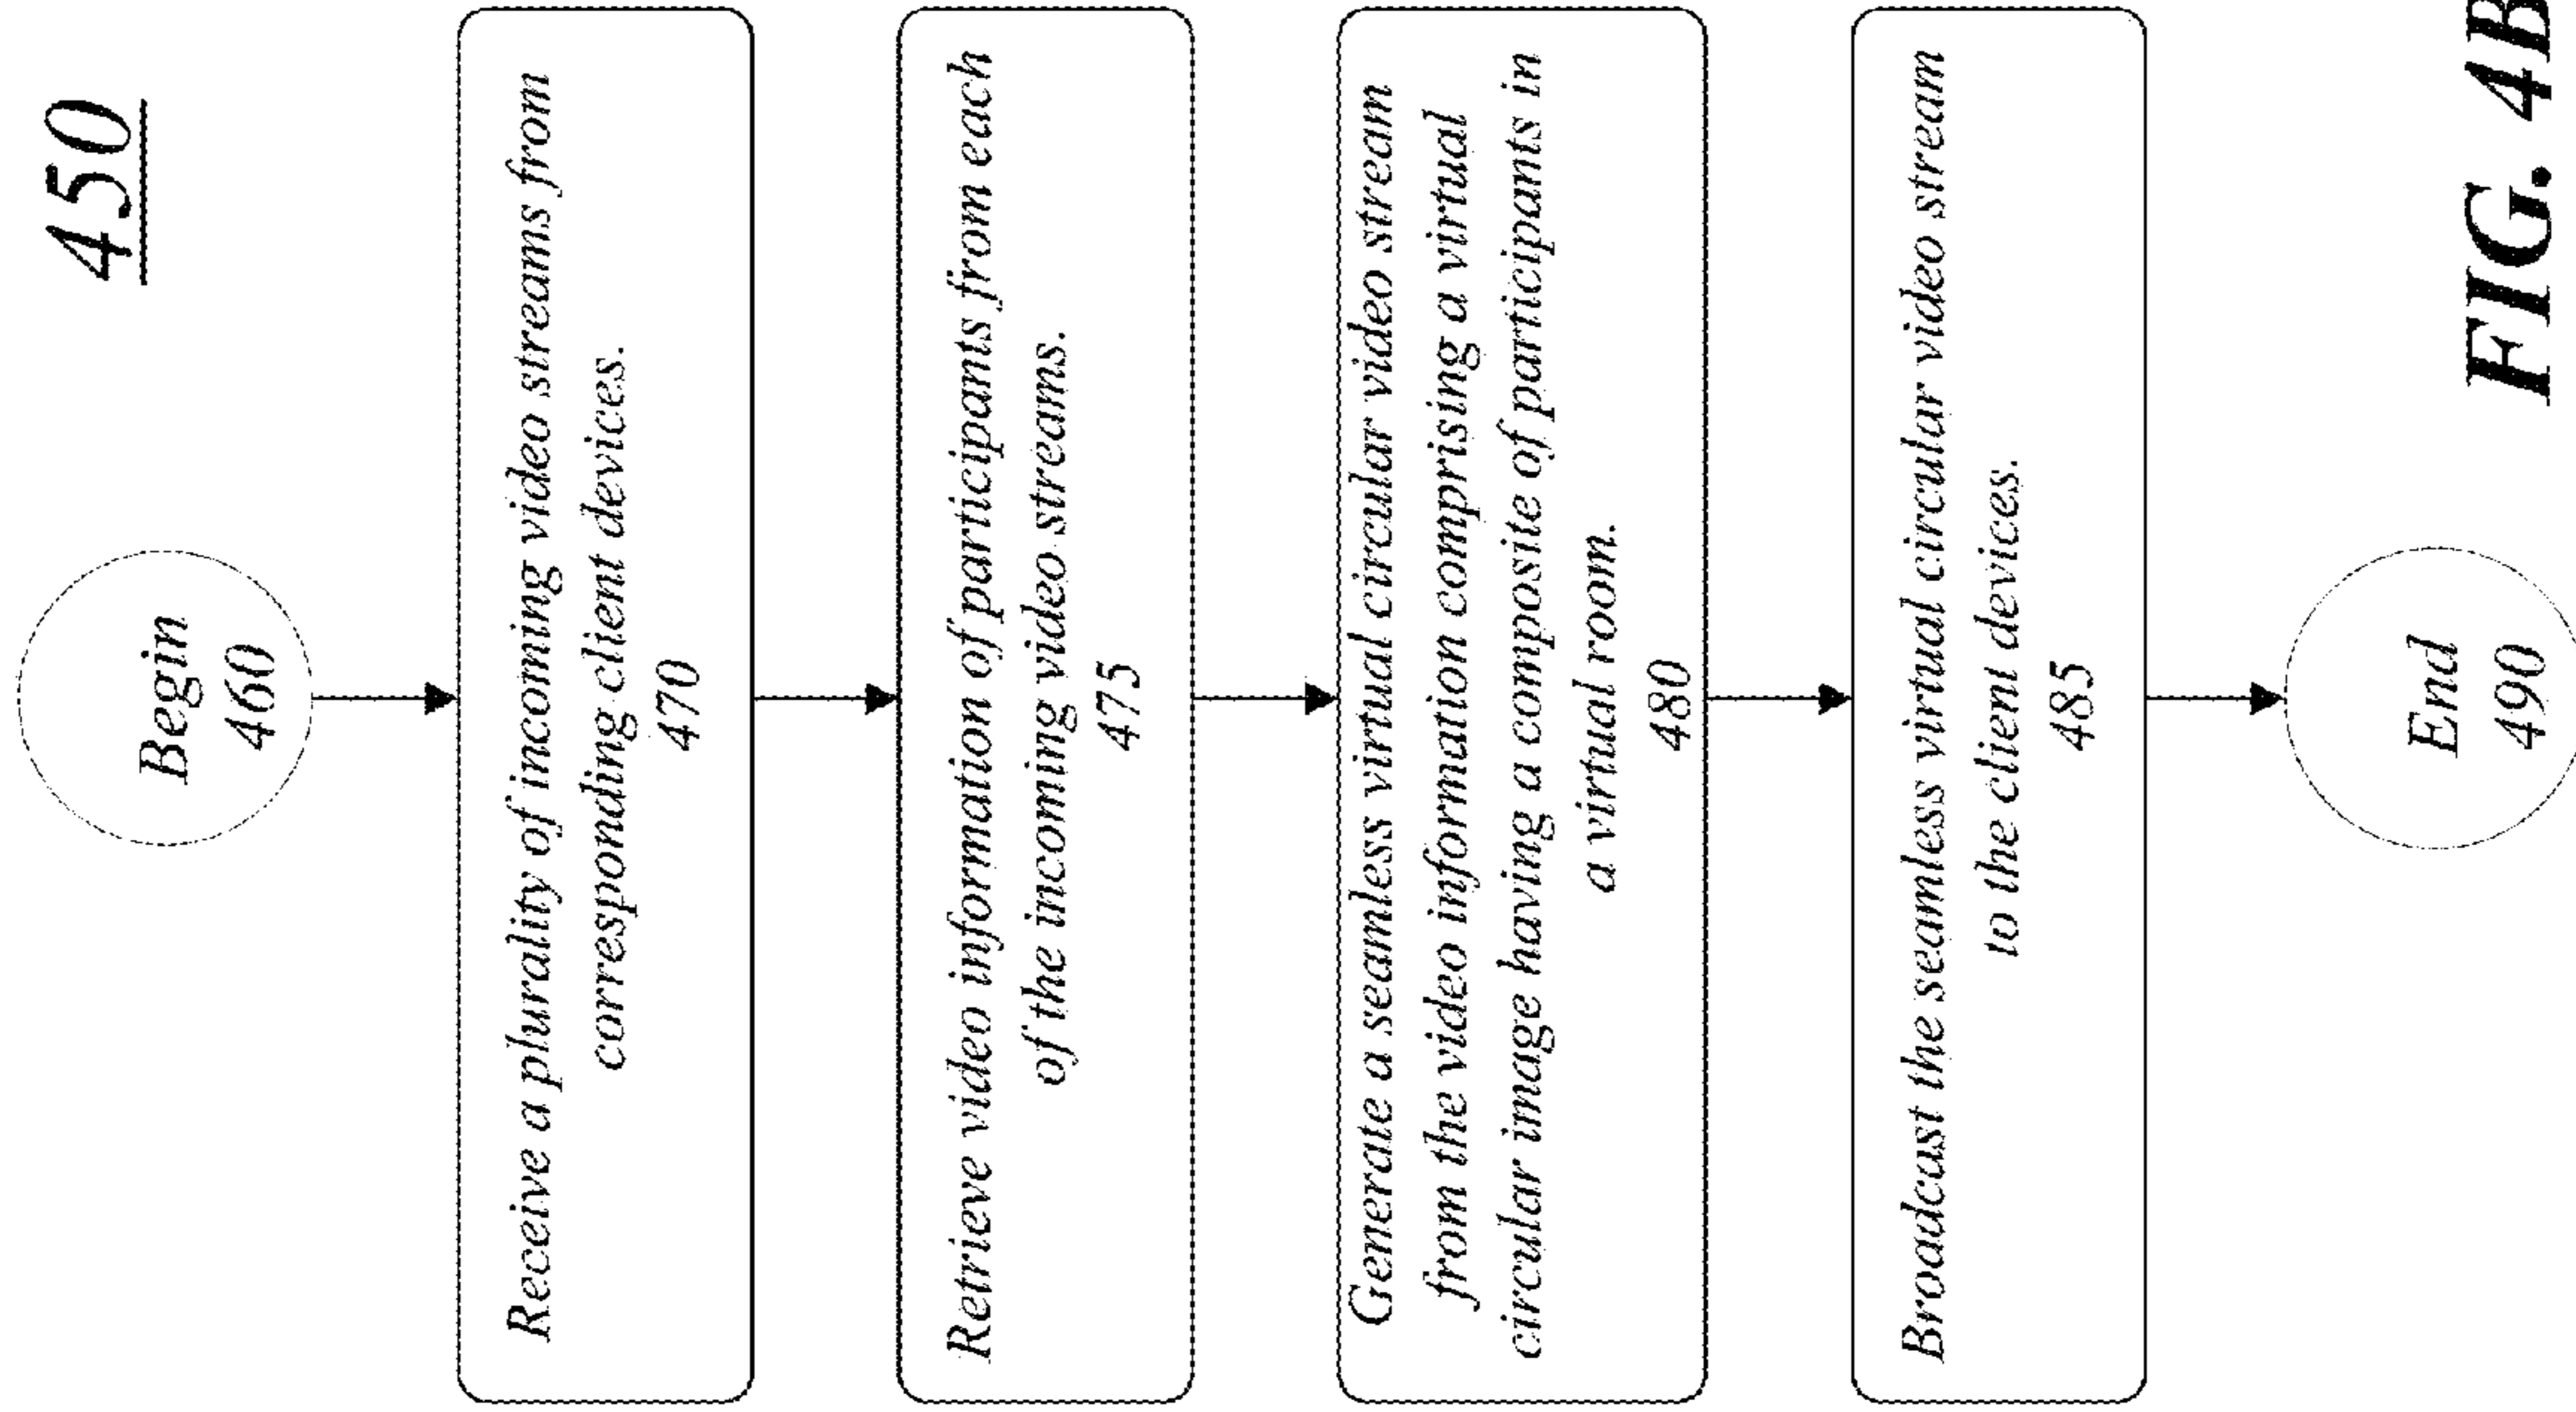 450
Begin
460
Receive a plurality of incoming video streams from
corresponding client devices.
470
Retrieve video information of participants from each
of the incoming video streams.
475
Generate a seamless virtual circular video stream
from the video information comprising a virtual
circular image having a composite of participants in
a virtual room.
480
Broadcast the seamless virtual circular video stream
to the client devices.
485
End
490
FIG. 4B